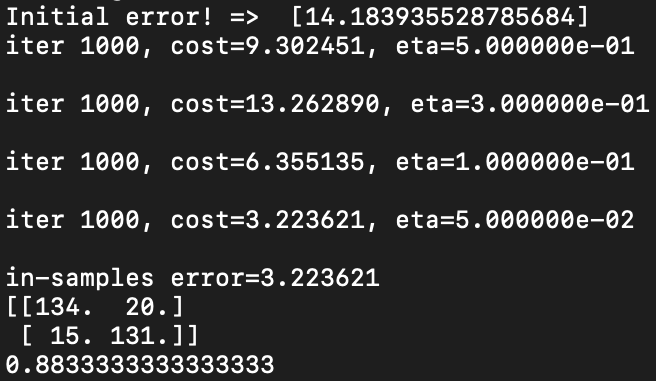 Initial error! =>  [14.183935528785684]
iter 1000, cost=9.302451, eta=5.000000e-01
iter 1000, cost=13.262890, eta=3.000000e-01
iter 1000, cost=6.355135, eta=1.000000e-01
iter 1000, cost=3.223621, eta=5.000000e-02
in-samples error=3.223621
[[134.  20.]
 [ 15. 131.]]
0.8833333333333333